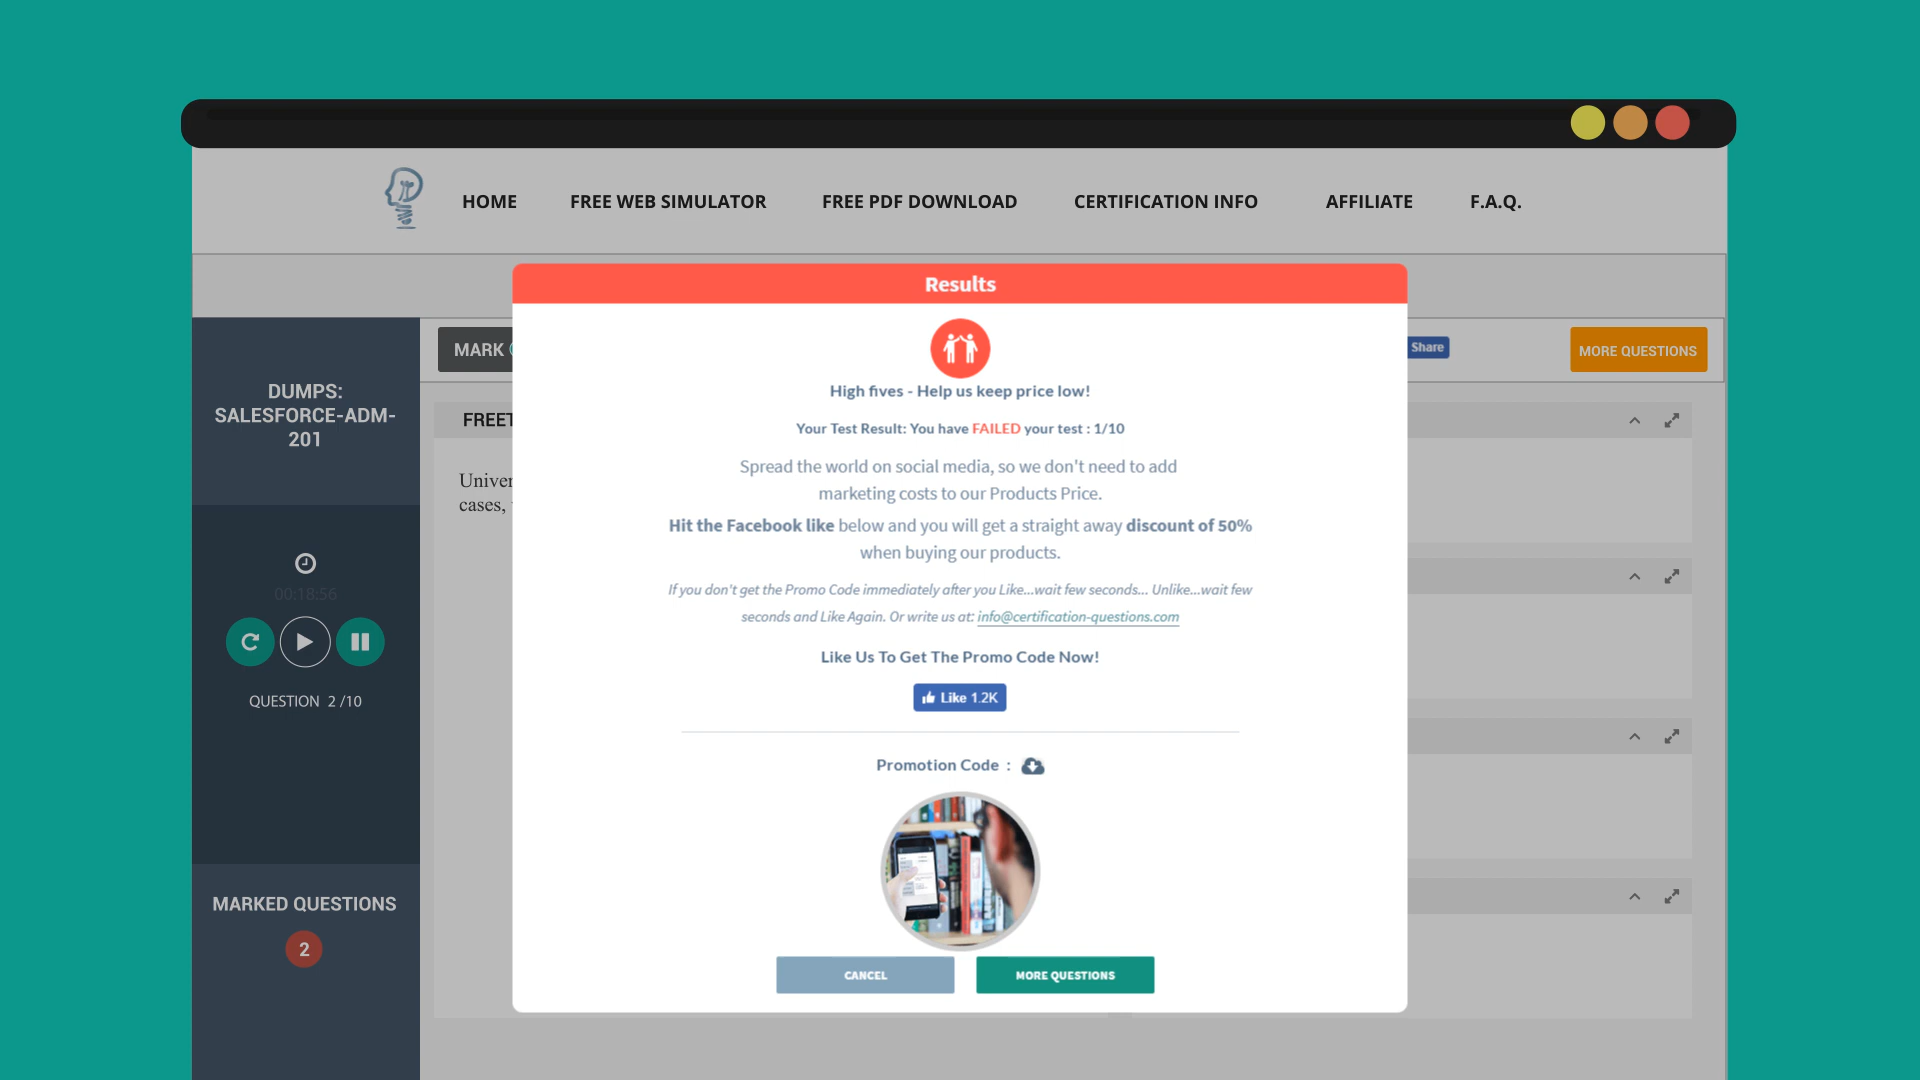 HOME FREE WEB SIMULATOR FREE PDF DOWNLOAD CERTIFICATION INFO AFFILIATE F.A.Q.
Results
MARK
Share
MORE QUESTIONS
DUMPS:
SALESFORCE-ADM-
201
FREET
Univer
cases,
00:18:56
QUESTION 2 /10
MARKED QUESTIONS
2
High fives - Help us keep price low!
Your Test Result: You have FAILED your test : 1/10
Spread the world on social media, so we don't need to add
marketing costs to our Products Price.
Hit the Facebook like below and you will get a straight away discount of 50%
when buying our products.
If you don't get the Promo Code immediately after you Like...wait few seconds... Unlike...wait few
seconds and Like Again. Or write us at: info@certification-questions.com
Like Us To Get The Promo Code Now!
Like 1.2K
Promotion Code :
CANCEL
MORE QUESTIONS